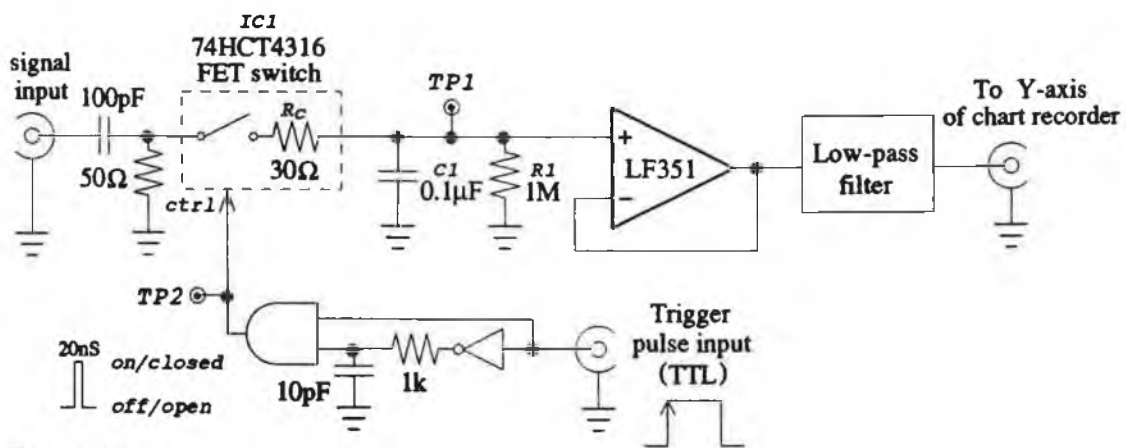 IC1
74HCT4316
FET switch
signal
input
100pF
50Ω
Rc
30Ω
ctrl
TP1
C1
0.1μF
R1
1M
+
−
LF351
Low-pass
filter
To Y-axis
of chart recorder
TP2
20nS
on/closed
off/open
10pF
1k
Trigger
pulse input
(TTL)